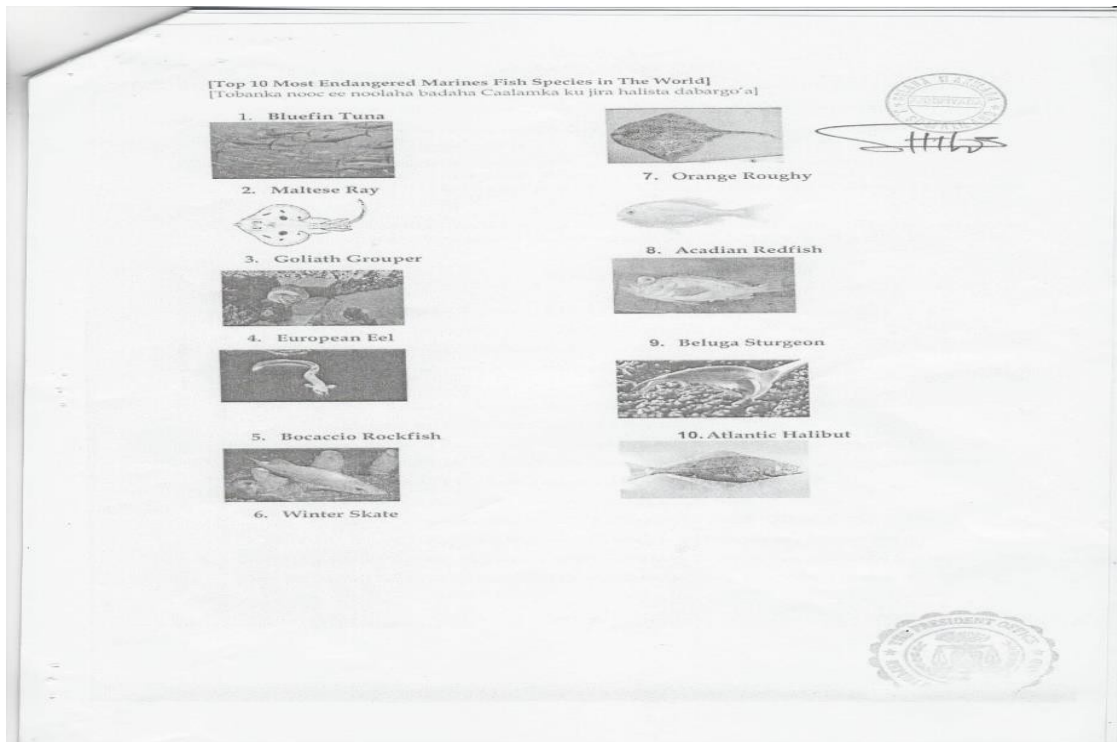 [Top 10 Most Endangered Marines Fish Species in The World]
[Tobanka nooc ee noolaha badaha Caalamka ku jira halista dabargo'a]
1. Bluefin Tuna
2. Maltese Ray
3. Goliath Grouper
4. European Eel
5. Bocaccio Rockfish
6. Winter Skate
7. Orange Roughy
8. Acadian Redfish
9. Beluga Sturgeon
10. Atlantic Halibut
THE PRESIDENT OFFICE